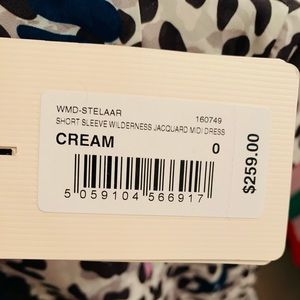 WMD-STELAAR 160749
SHORT SLEEVE WILDERNESS JACQUARD MIDI DRESS
CREAM 0
$259.00
5 059104 566917